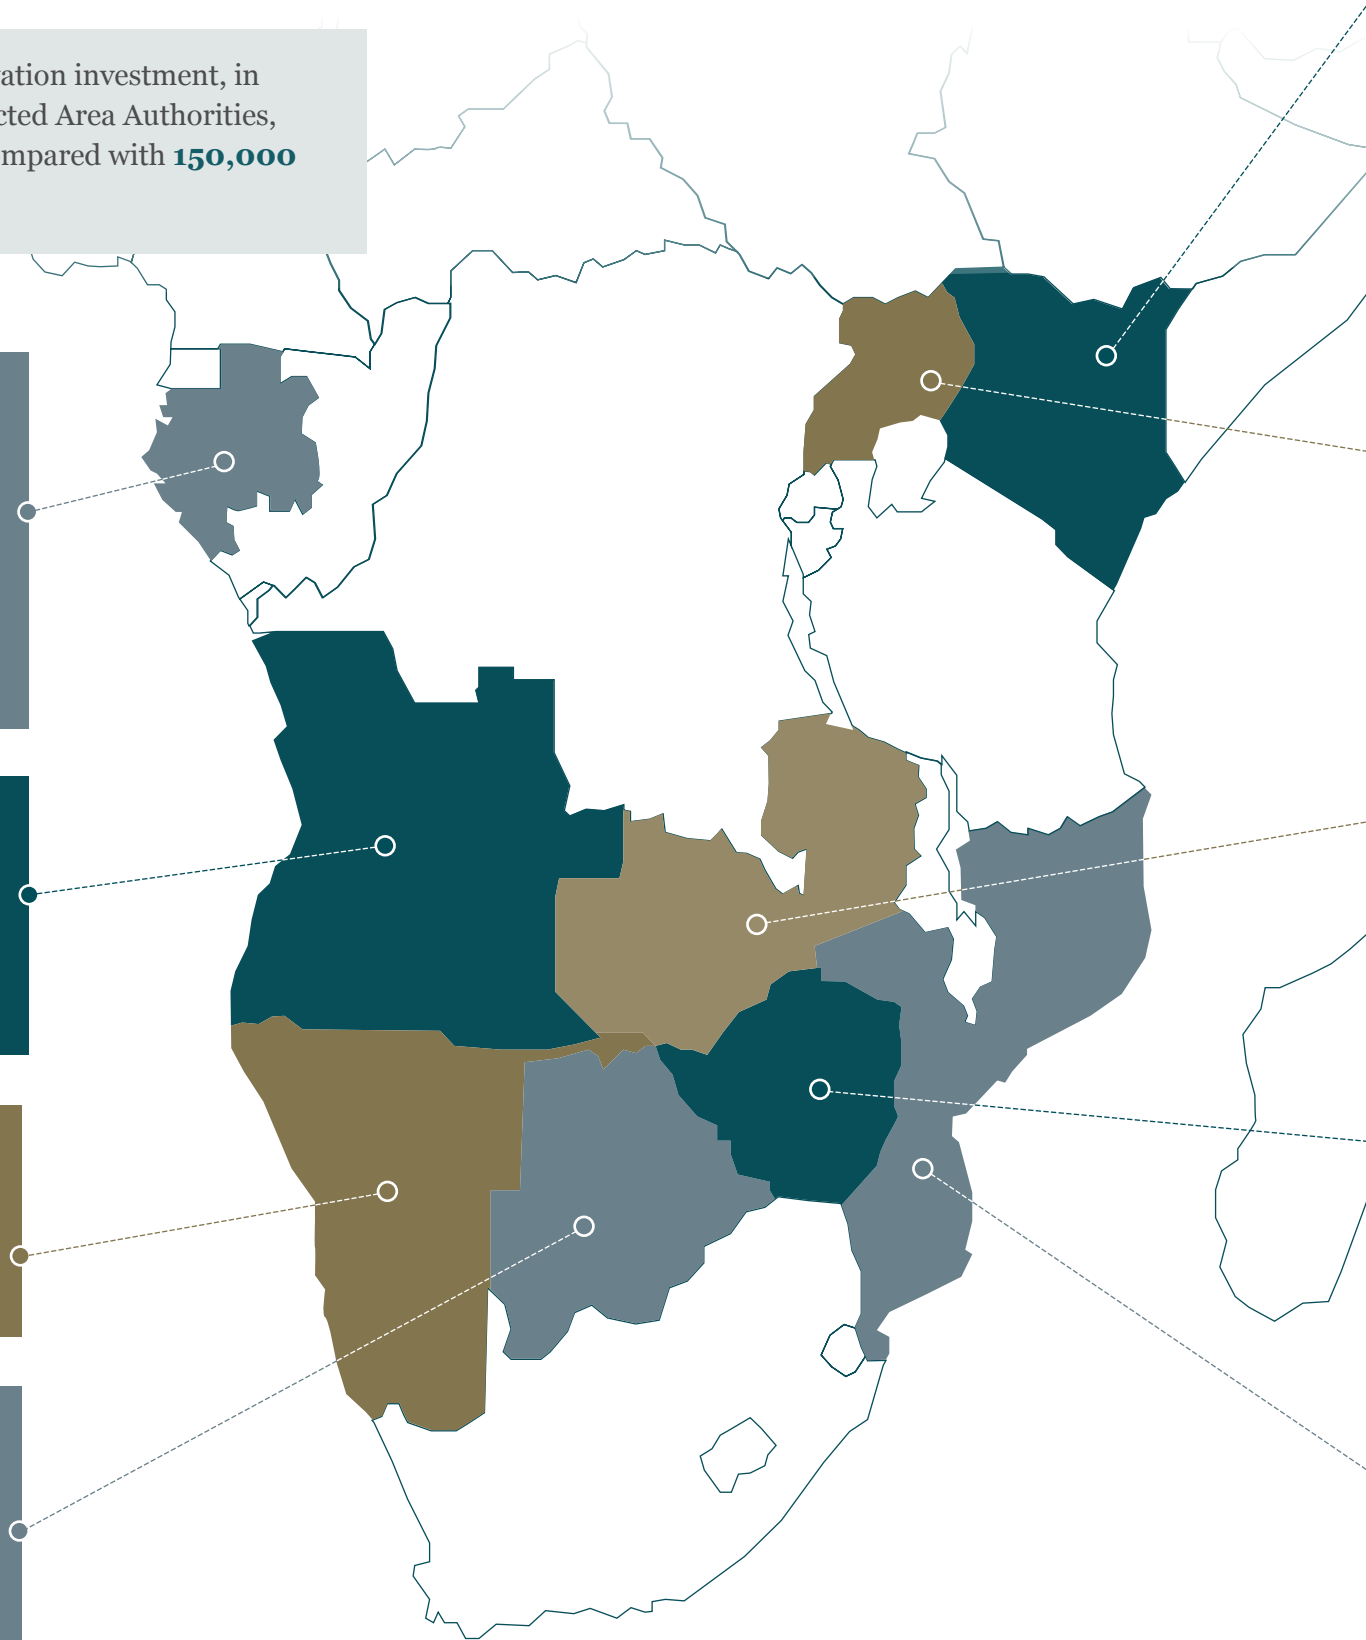 ation investment, in
cted Area Authorities,
mpared with 150,000